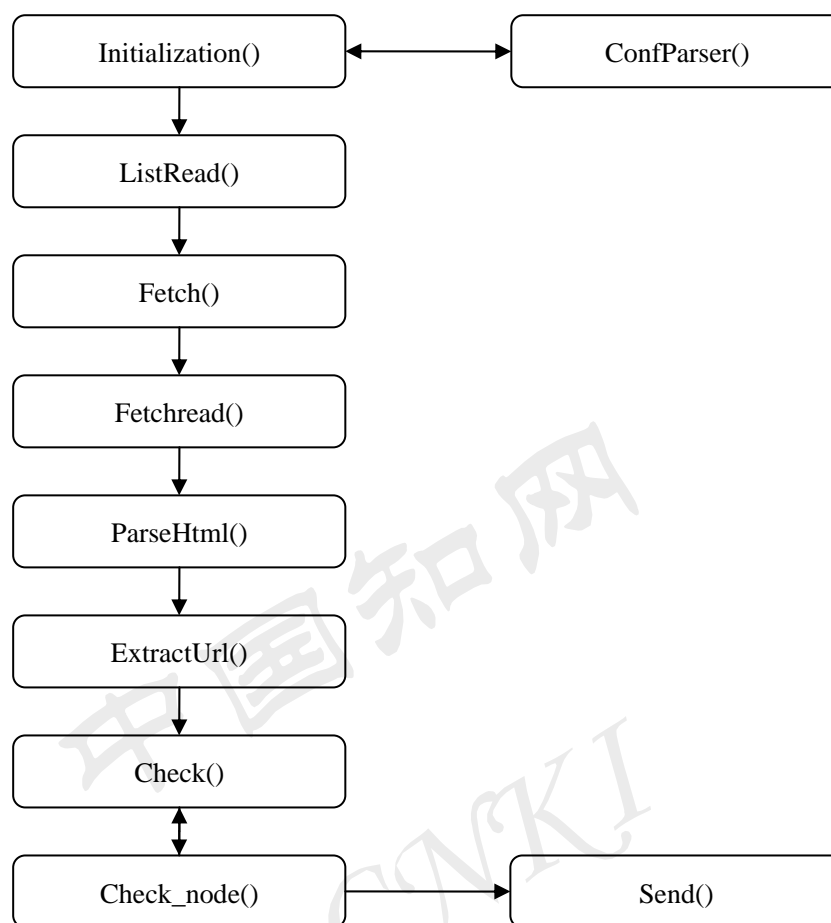 Initialization()
ConfParser()
ListRead()
Fetch()
Fetchread()
ParseHtml()
ExtractUrl()
Check()
Check_node()
Send()
中国知网
CNKI